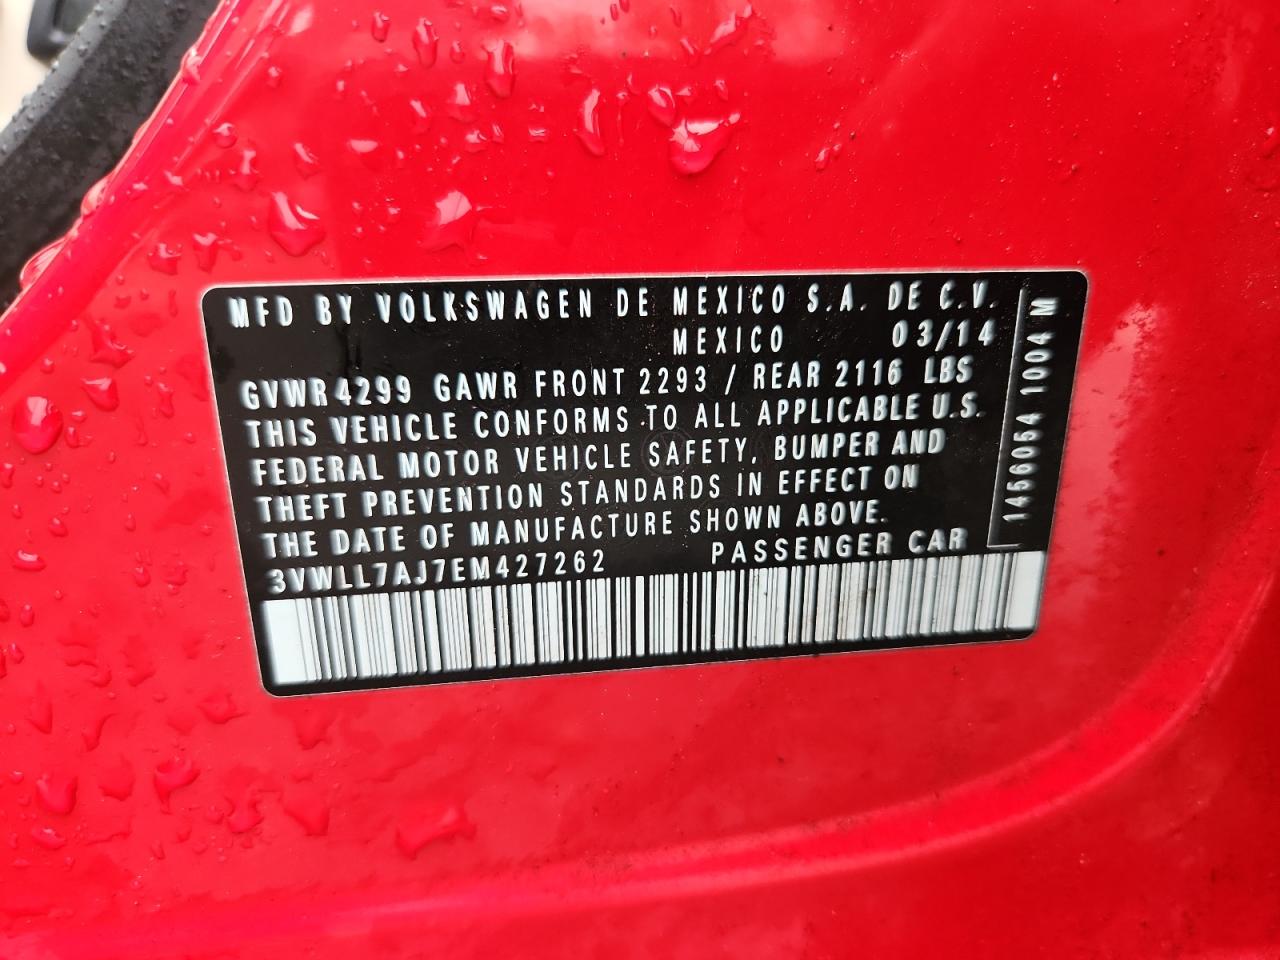 MFD BY VOLKSWAGEN DE MEXICO S.A. DE C.V.
MEXICO 03/14
GVWR 4299 GAWR FRONT 2293 / REAR 2116 LBS
THIS VEHICLE CONFORMS TO ALL APPLICABLE U.S.
FEDERAL MOTOR VEHICLE SAFETY, BUMPER AND
THEFT PREVENTION STANDARDS IN EFFECT ON
THE DATE OF MANUFACTURE SHOWN ABOVE.
3VWLL7AJ7EM427262 PASSENGER CAR
1456054 1004 M